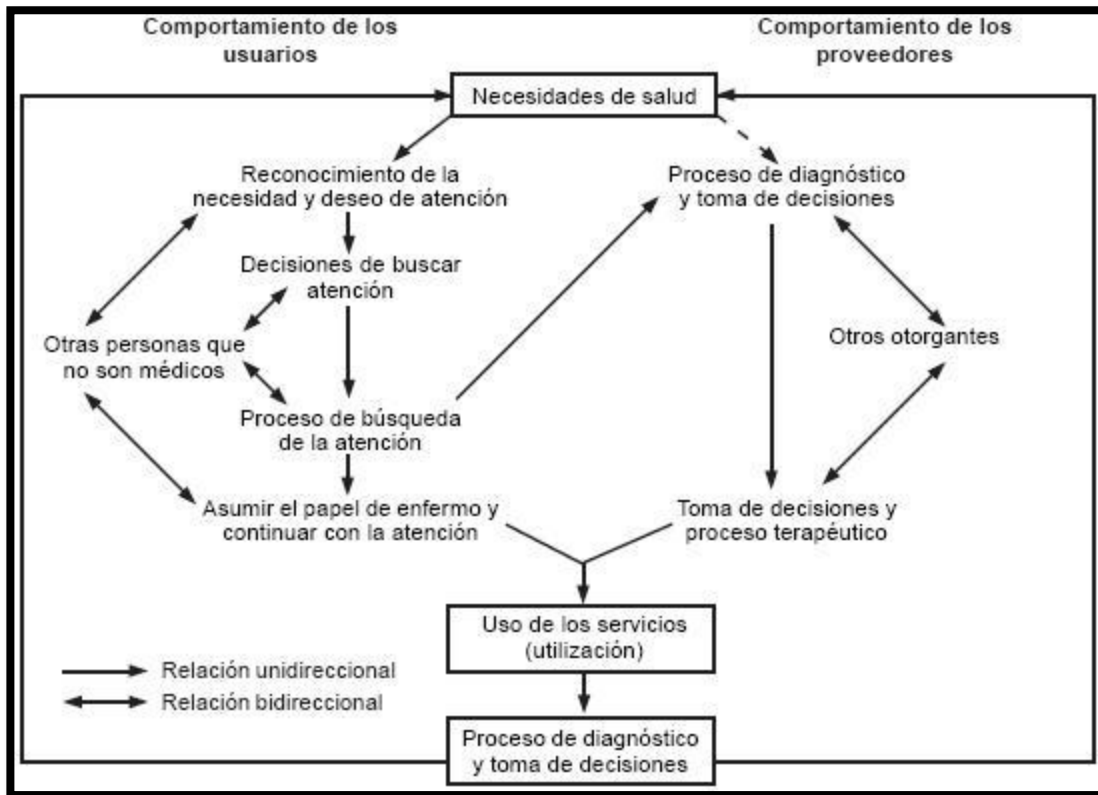 Comportamiento de los
usuarios
Comportamiento de los
proveedores
Necesidades de salud
Reconocimiento de la
necesidad y deseo de atención
Proceso de diagnóstico
y toma de decisiones
Decisiones de buscar
atención
Otras personas que
no son médicos
Otros otorgantes
Proceso de búsqueda
de la atención
Asumir el papel de enfermo y
continuar con la atención
Toma de decisiones y
proceso terapéutico
Uso de los servicios
(utilización)
Relación unidireccional
Relación bidireccional
Proceso de diagnóstico
y toma de decisiones